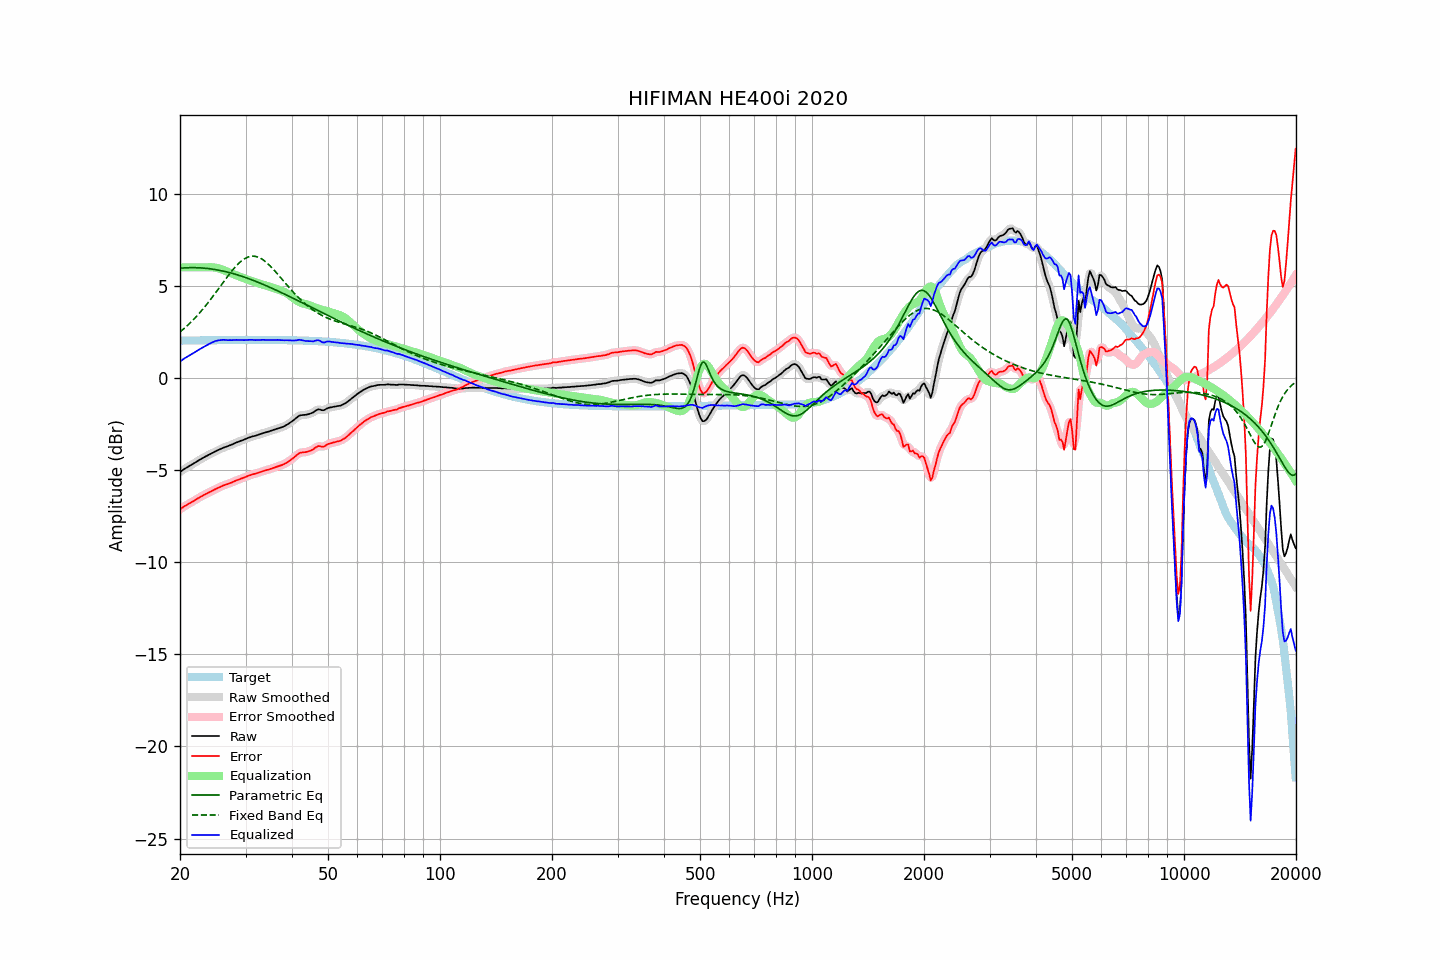 HIFIMAN HE400i 2020
Amplitude (dBr)
10
5
0
−5
−10
−15
−20
−25
Target
Raw Smoothed
Error Smoothed
Raw
Error
Equalization
Parametric Eq
Fixed Band Eq
Equalized
20 50 100 200 500 1000 2000 5000 10000 20000
Frequency (Hz)